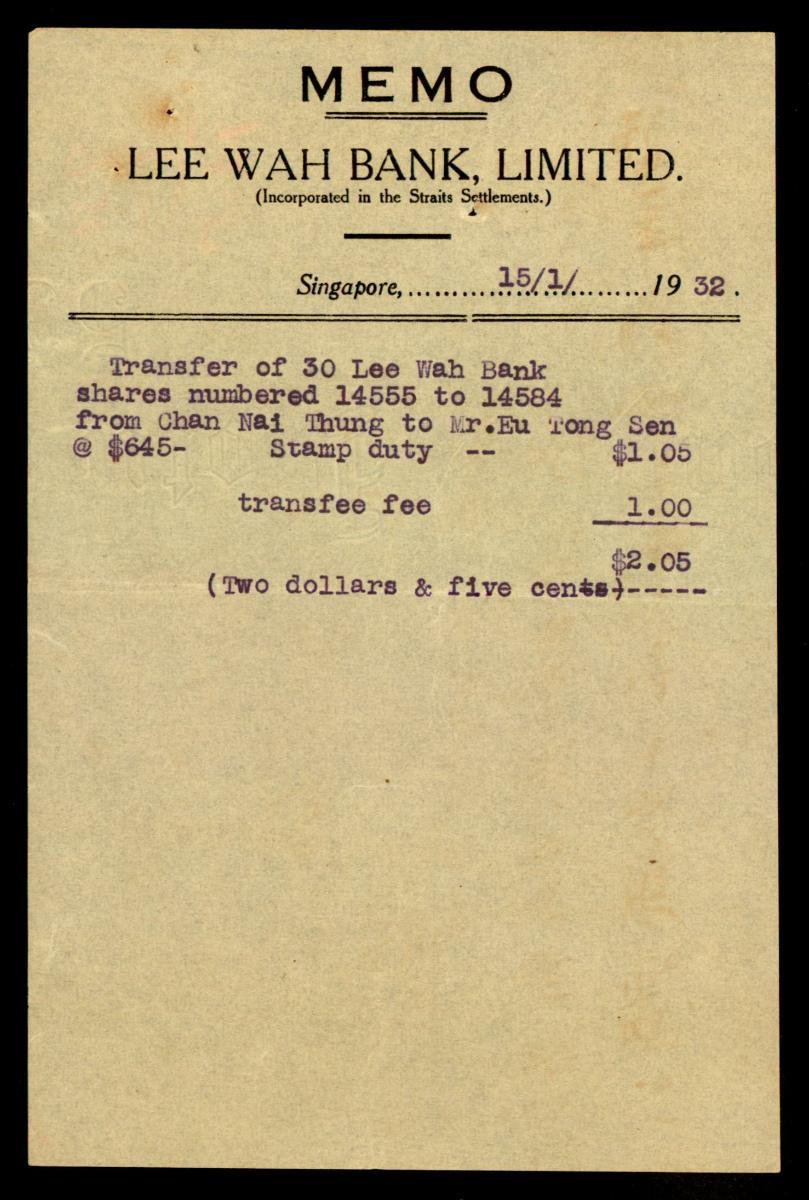 MEMO
LEE WAH BANK, LIMITED.
(Incorporated in the Straits Settlements.)
Singapore,..........15/1/.........19 32.
Transfer of 30 Lee Wah Bank
shares numbered 14555 to 14584
from Chan Nai Thung to Mr.Eu Tong Sen
@ $645- Stamp duty -- $1.05
transfee fee 1.00
$2.05
(Two dollars & five cents)-----